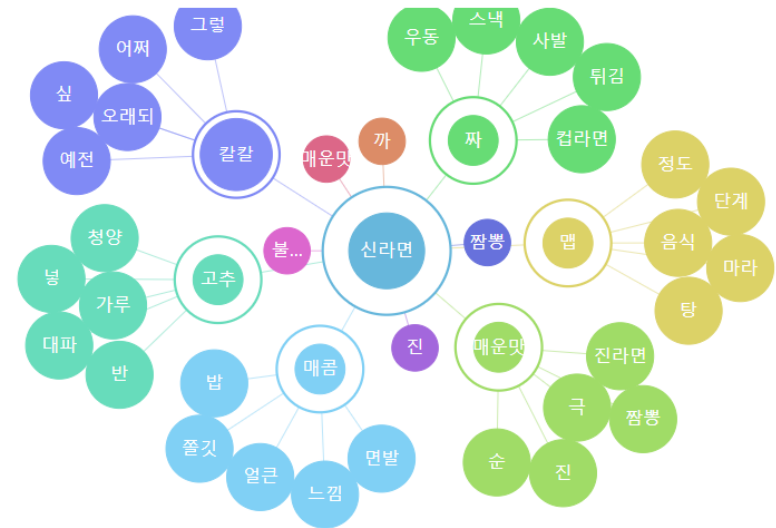 그렇
어쩌
싶
오래되
예전
칼칼
우동
스낵
사발
튀김
컵라면
짜
매운맛
까
정도
단계
음식
마라
탕
맵
짬뽕
신라면
불...
진
청양
넣
가루
대파
반
고추
밥
쫄깃
얼큰
느낌
면발
매콤
매운맛
진라면
극
짬뽕
순
진